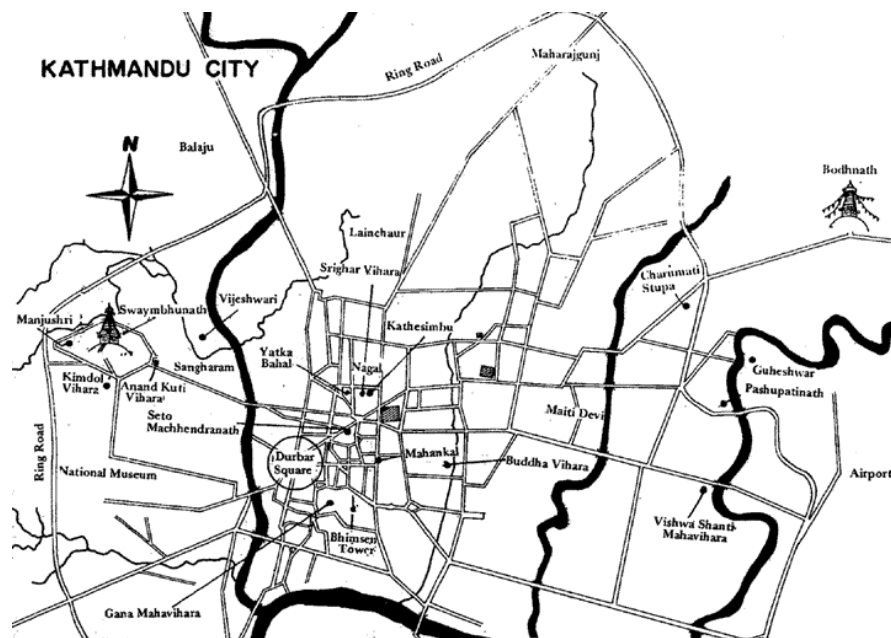 KATHMANDU CITY
Ring Road
Maharajgunj
N
Balaju
Bodhnath
Lainchaur
Srighar Vihara
Charumati
Stupa
Manjushri
Swaymbhunath
Vijeshwari
Kathesimbu
Yatka
Bahal
Nagal
Sangharam
Kimdol
Vihara
Anand Kuti
Vihara
Guheshwar
Pashupatinath
Seto
Machhendranath
Maiti Devi
Ring Road
National Museum
Durbar
Square
Mahankal
Buddha Vihara
Airport
Vishwa Shanti
Mahavihara
Bhimsen
Tower
Gana Mahavihara